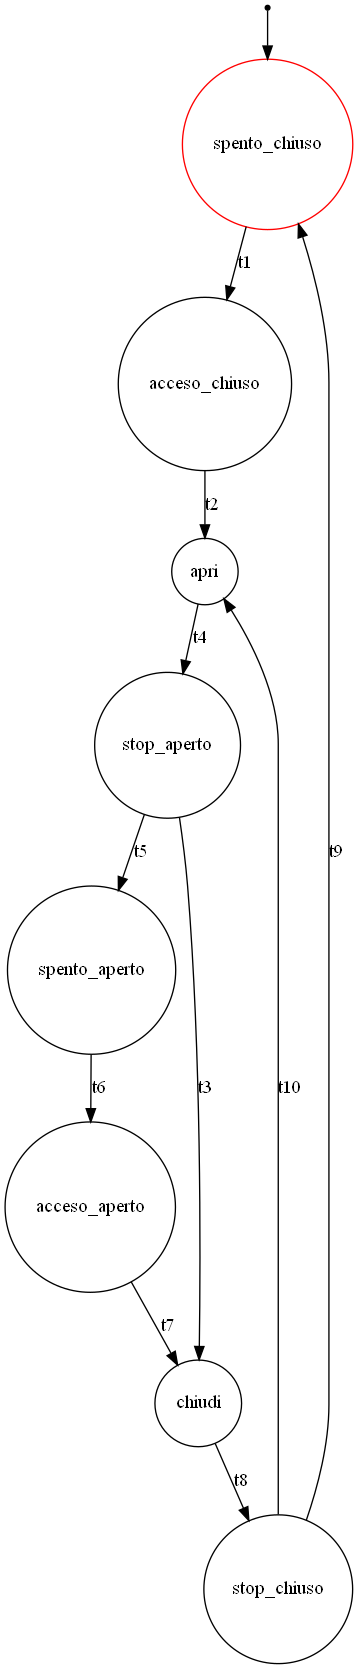 spento_chiuso
t1
acceso_chiuso
t2
apri
t4
stop_aperto
t5
t9
spento_aperto
t6
t3
t10
acceso_aperto
t7
chiudi
t8
stop_chiuso